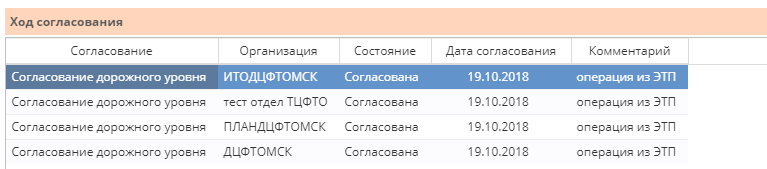 Ход согласования
Согласование Организация Состояние Дата согласования Комментарий
Согласование дорожного уровня ИТОДЦФТОМСК Согласована 19.10.2018 операция из ЭТП
Согласование дорожного уровня тест отдел ТЦФТО Согласована 19.10.2018 операция из ЭТП
Согласование дорожного уровня ПЛАНДЦФТОМСК Согласована 19.10.2018 операция из ЭТП
Согласование дорожного уровня ДЦФТОМСК Согласована 19.10.2018 операция из ЭТП